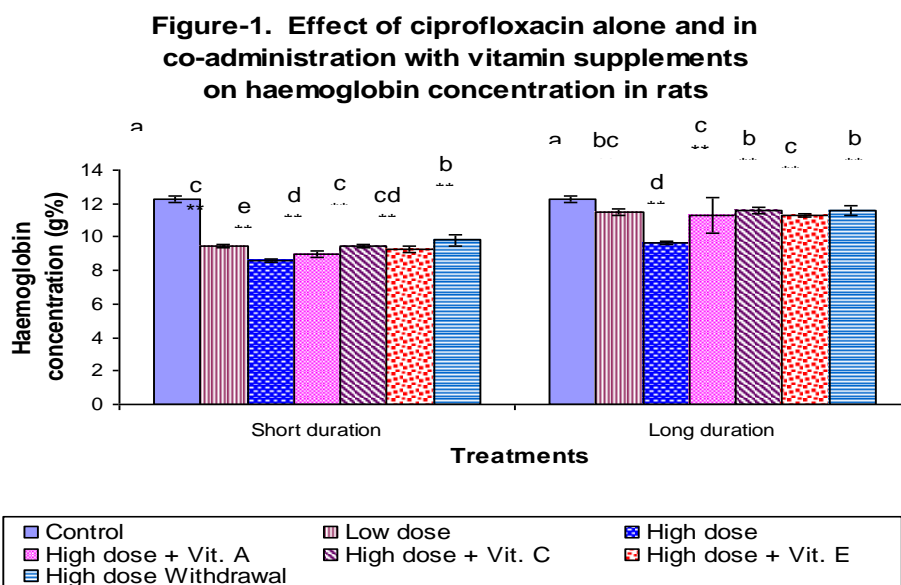 Figure-1. Effect of ciprofloxacin alone and in
co-administration with vitamin supplements
on haemoglobin concentration in rats
a
c
**
e
**
d
**
c
**
cd
**
b
**
a
bc
d
**
c
**
b
**
c
**
b
**
Haemoglobin
concentration (g%)
14
12
10
8
6
4
2
0
Short duration
Long duration
Treatments
Control
Low dose
High dose
High dose + Vit. A
High dose + Vit. C
High dose + Vit. E
High dose Withdrawal